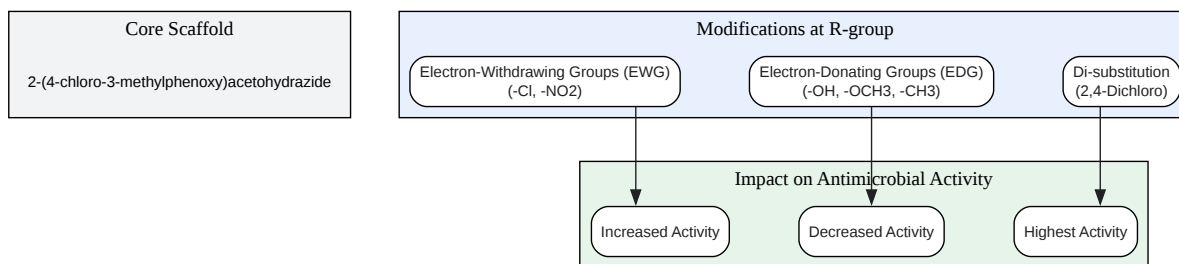 Core Scaffold
2-(4-chloro-3-methylphenoxy)acetohydrazide
Modifications at R-group
Electron-Withdrawing Groups (EWG)
(-Cl, -NO2)
Electron-Donating Groups (EDG)
(-OH, -OCH3, -CH3)
Di-substitution
(2,4-Dichloro)
Impact on Antimicrobial Activity
Increased Activity
Decreased Activity
Highest Activity